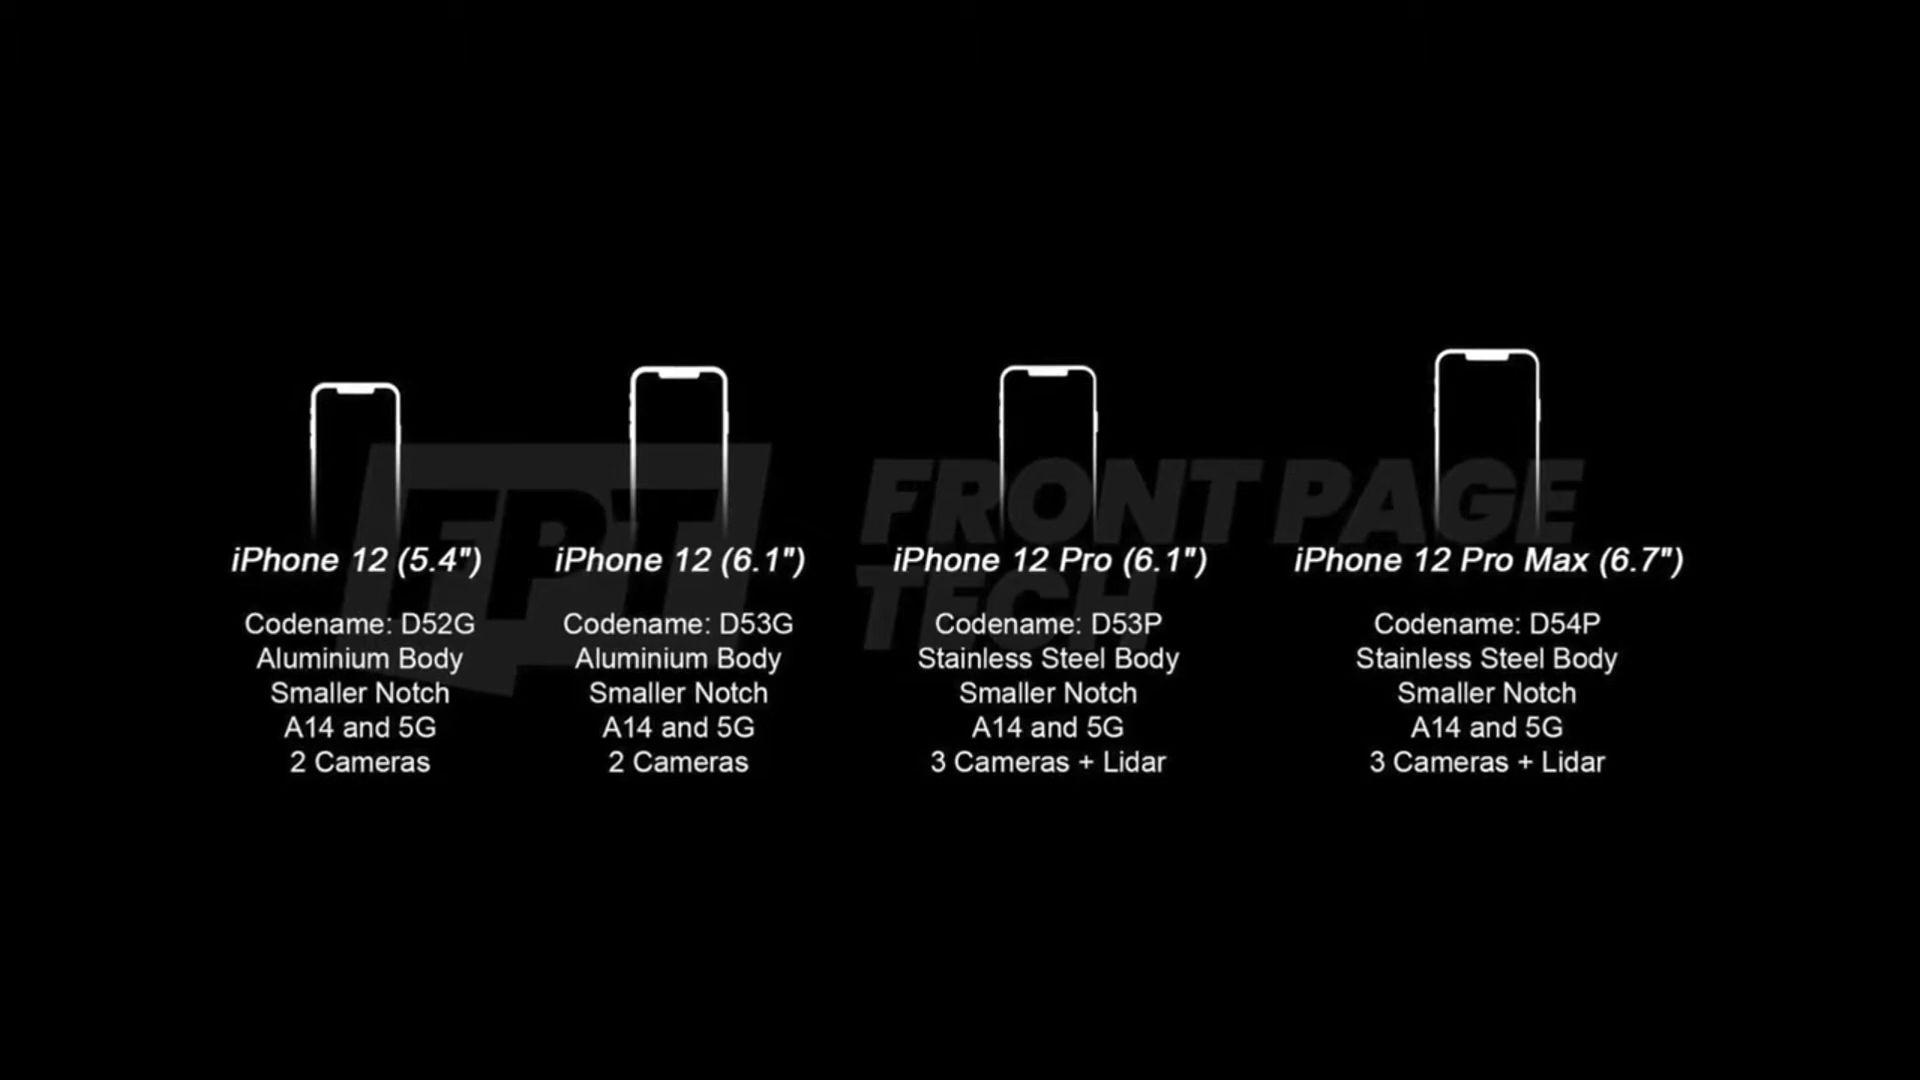 FPT
FRONT PAGE
TECH
iPhone 12 (5.4")
Codename: D52G
Aluminium Body
Smaller Notch
A14 and 5G
2 Cameras
iPhone 12 (6.1")
Codename: D53G
Aluminium Body
Smaller Notch
A14 and 5G
2 Cameras
iPhone 12 Pro (6.1")
Codename: D53P
Stainless Steel Body
Smaller Notch
A14 and 5G
3 Cameras + Lidar
iPhone 12 Pro Max (6.7")
Codename: D54P
Stainless Steel Body
Smaller Notch
A14 and 5G
3 Cameras + Lidar